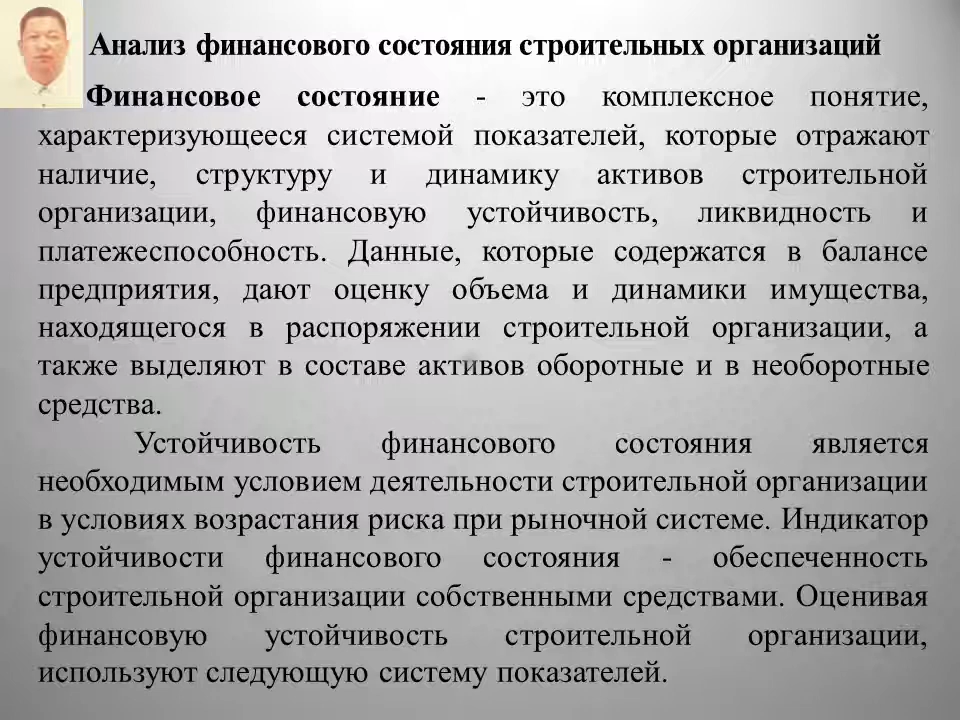 Анализ финансового состояния строительных организаций
Финансовое состояние - это комплексное понятие,
характеризующееся системой показателей, которые отражают
наличие, структуру и динамику активов строительной
организации, финансовую устойчивость, ликвидность и
платежеспособность. Данные, которые содержатся в балансе
предприятия, дают оценку объема и динамики имущества,
находящегося в распоряжении строительной организации, а
также выделяют в составе активов оборотные и в необоротные
средства.
Устойчивость финансового состояния является
необходимым условием деятельности строительной организации
в условиях возрастания риска при рыночной системе. Индикатор
устойчивости финансового состояния - обеспеченность
строительной организации собственными средствами. Оценивая
финансовую устойчивость строительной организации,
используют следующую систему показателей.